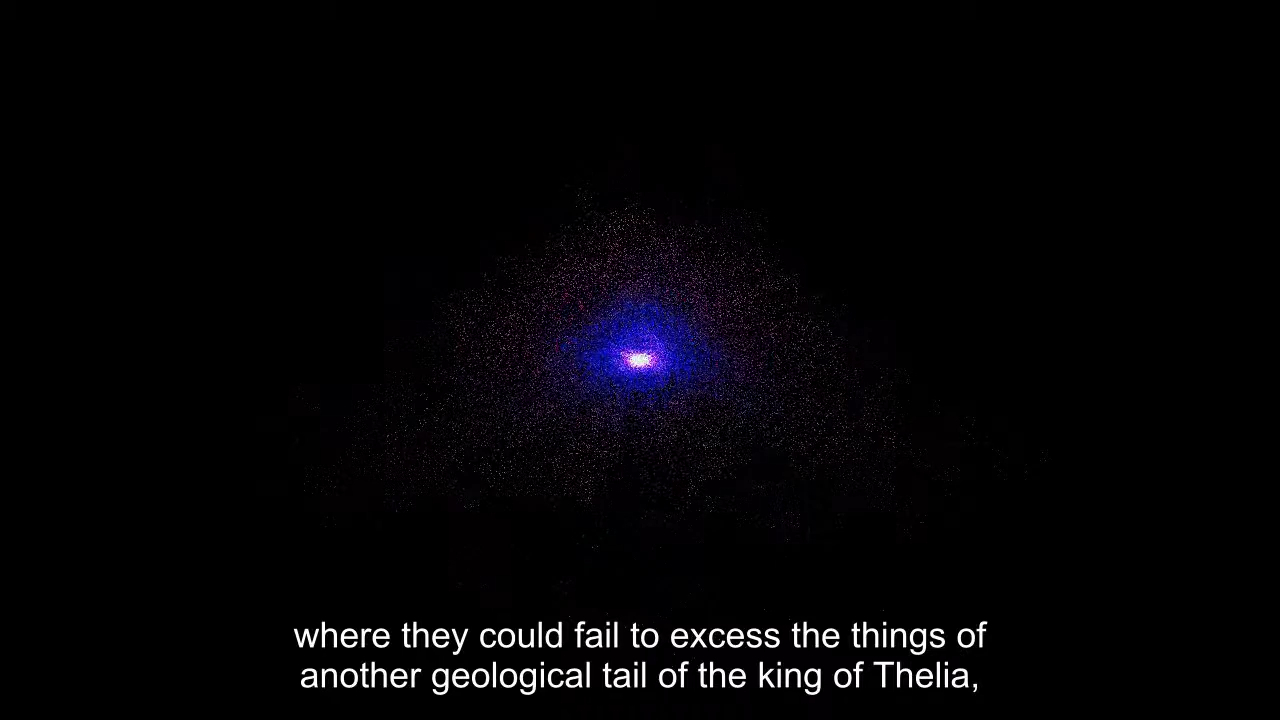 where they could fail to excess the things of
another geological tail of the king of Thelia,